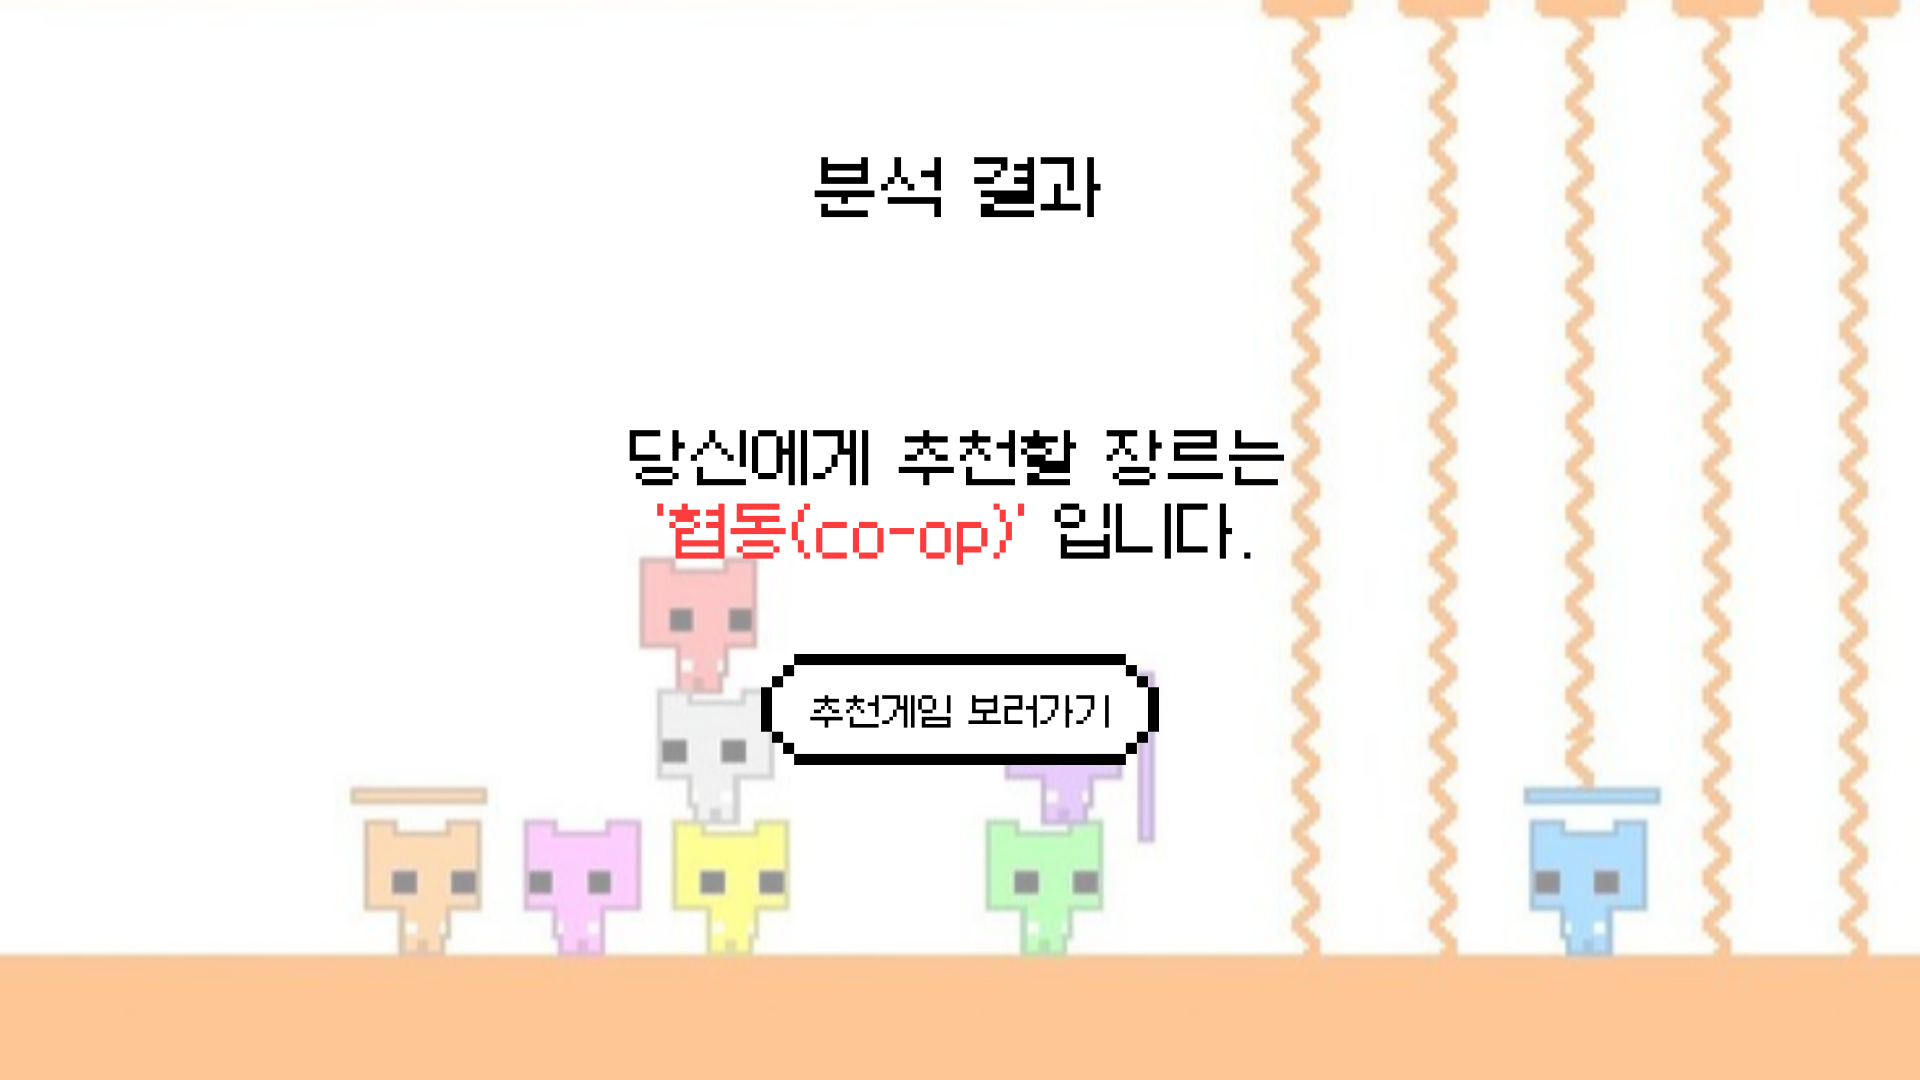 분석 결과
당신에게 추천할 장르는
'협동(co-op)' 입니다.
추천게임 보러가기